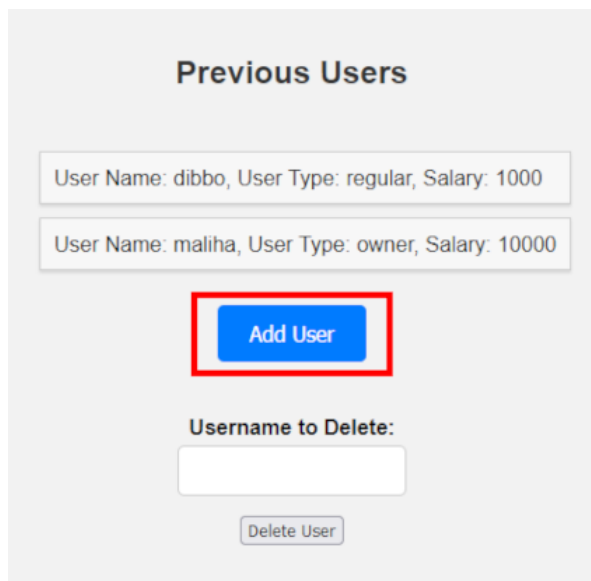 Previous Users
User Name: dibbo, User Type: regular, Salary: 1000
User Name: maliha, User Type: owner, Salary: 10000
Add User
Username to Delete:
Delete User